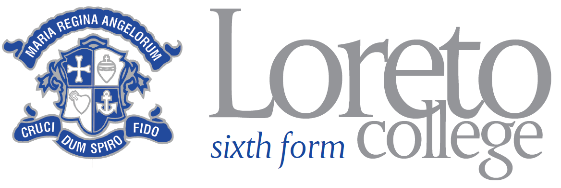 MARIA REGINA ANGELORUM
CRUCI DUM SPIRO FIDO
Loreto
sixth form college